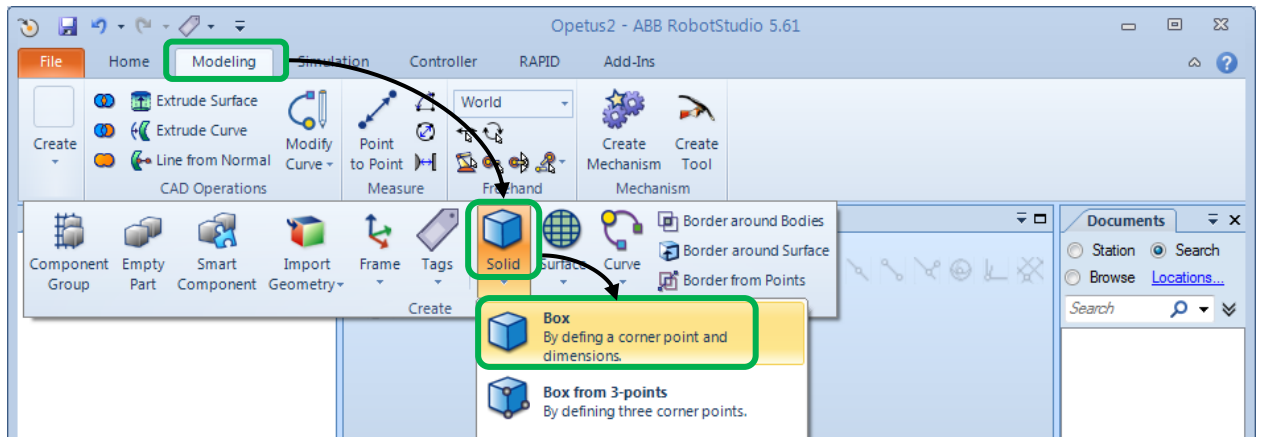 Opetus2 - ABB RobotStudio 5.61
File Home Modeling Simulation Controller RAPID Add-Ins
Create
Extrude Surface
Extrude Curve
Line from Normal
CAD Operations
Modify
Curve
Point
to Point
Measure
World
Freehand
Create
Mechanism
Create
Tool
Mechanism
Component
Group
Empty
Part
Smart
Component
Import
Geometry
Frame
Tags
Solid
Surface
Curve
Border around Bodies
Border around Surface
Border from Points
Create
Box
By defing a corner point and
dimensions.
Box from 3-points
By defining three corner points.
Documents
Station Search
Browse Locations...
Search